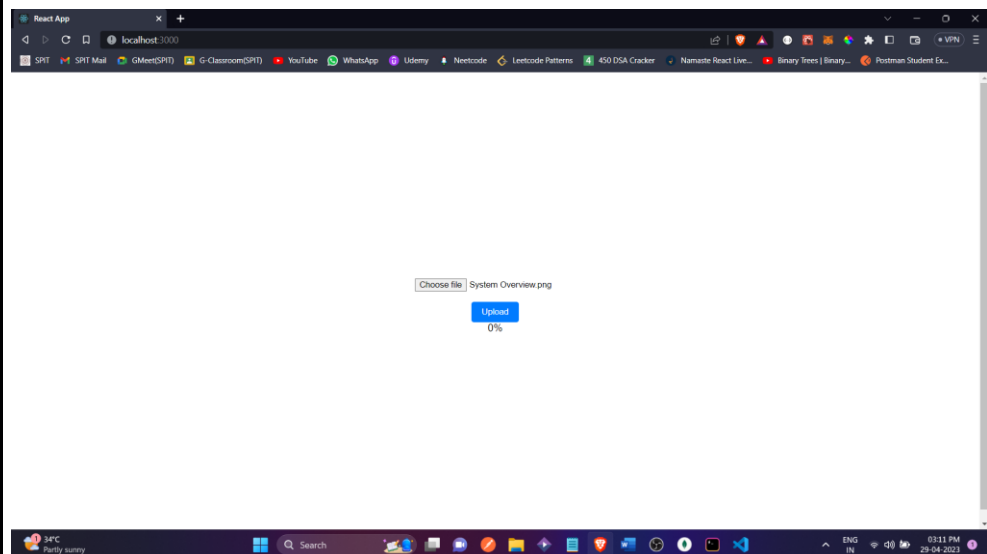 React App
localhost:3000
VPN
SPIT SPIT Mail GMeet(SPIT) G-Classroom(SPIT) YouTube WhatsApp Udemy Neetcode Leetcode Patterns 4 450 DSA Cracker Namaste React Live... Binary Trees | Binary... Postman Student Ex...
Choose file System Overview.png
Upload
0%
1 34°C
Partly sunny
Search
ENG
IN
03:11 PM
29-04-2023